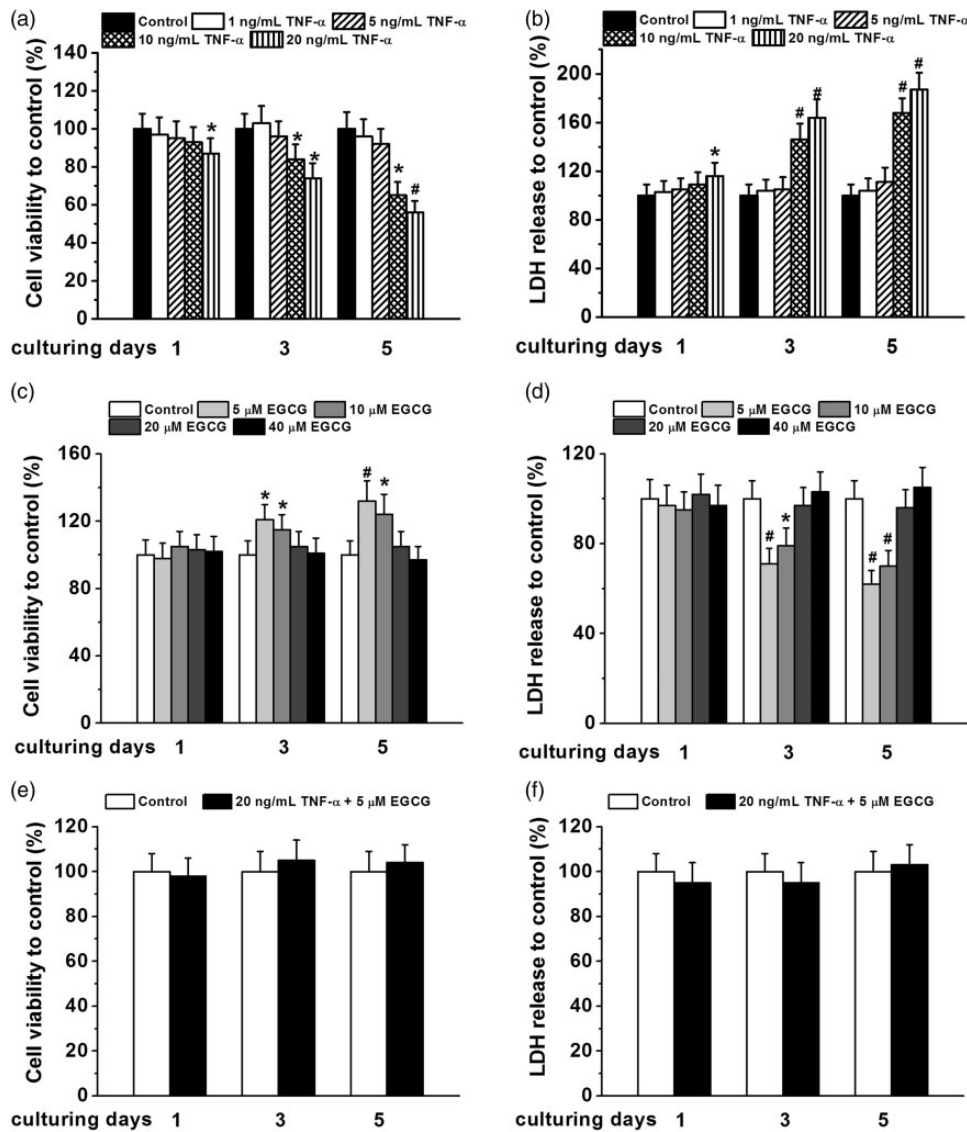 (a)
Control 1 ng/mL TNF-α 5 ng/mL TNF-α
10 ng/mL TNF-α 20 ng/mL TNF-α
Cell viability to control (%)
140
120
100
80
60
40
20
0
* * * * #
culturing days 1 3 5
(b)
Control 1 ng/mL TNF-α 5 ng/mL TNF-α
10 ng/mL TNF-α 20 ng/mL TNF-α
LDH release to control (%)
200
160
120
80
40
0
* # # # #
culturing days 1 3 5
(c)
Control 5 μM EGCG 10 μM EGCG
20 μM EGCG 40 μM EGCG
Cell viability to control (%)
160
120
80
40
0
* * # *
culturing days 1 3 5
(d)
Control 5 μM EGCG 10 μM EGCG
20 μM EGCG 40 μM EGCG
LDH release to control (%)
120
80
40
0
# * # #
culturing days 1 3 5
(e)
Control 20 ng/mL TNF-α + 5 μM EGCG
Cell viability to control (%)
120
100
80
60
40
20
0
culturing days 1 3 5
(f)
Control 20 ng/mL TNF-α + 5 μM EGCG
LDH release to control (%)
120
100
80
60
40
20
0
culturing days 1 3 5